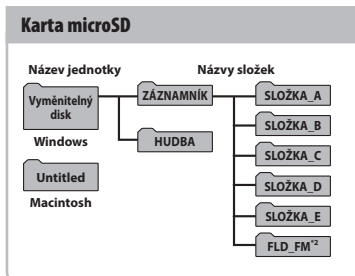 Karta microSD
Název jednotky
Názvy složek
Vyměnitelný
disk
Windows
Untitled
Macintosh
ZÁZNAMNÍK
HUDBA
SLOŽKA_A
SLOŽKA_B
SLOŽKA_C
SLOŽKA_D
SLOŽKA_E
FLD_FM*2